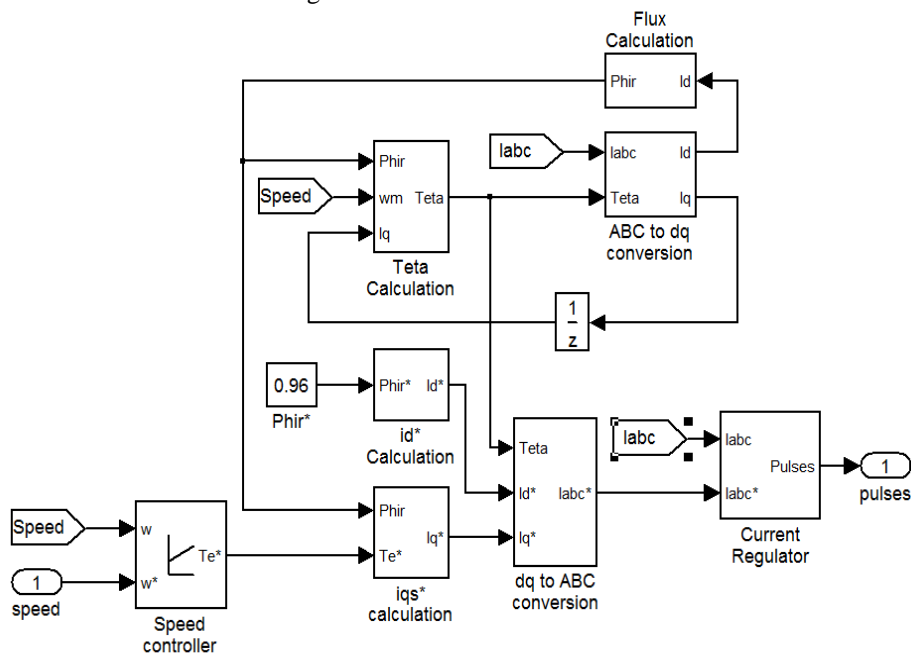 Flux
Calculation
Phir Id
Iabc
Iabc Id
Teta Iq
ABC to dq
conversion
Phir
Speed
wm Teta
Iq
Teta
Calculation
1
z
0.96
Phir*
Phir* Id*
id*
Calculation
Iabc
Teta
Id* Iabc*
Iq*
dq to ABC
conversion
Iabc
Pulses
Iabc*
Current
Regulator
1
pulses
Phir
Iq*
Te*
iqs*
calculation
Speed
w
Te*
w*
1
speed
Speed
controller